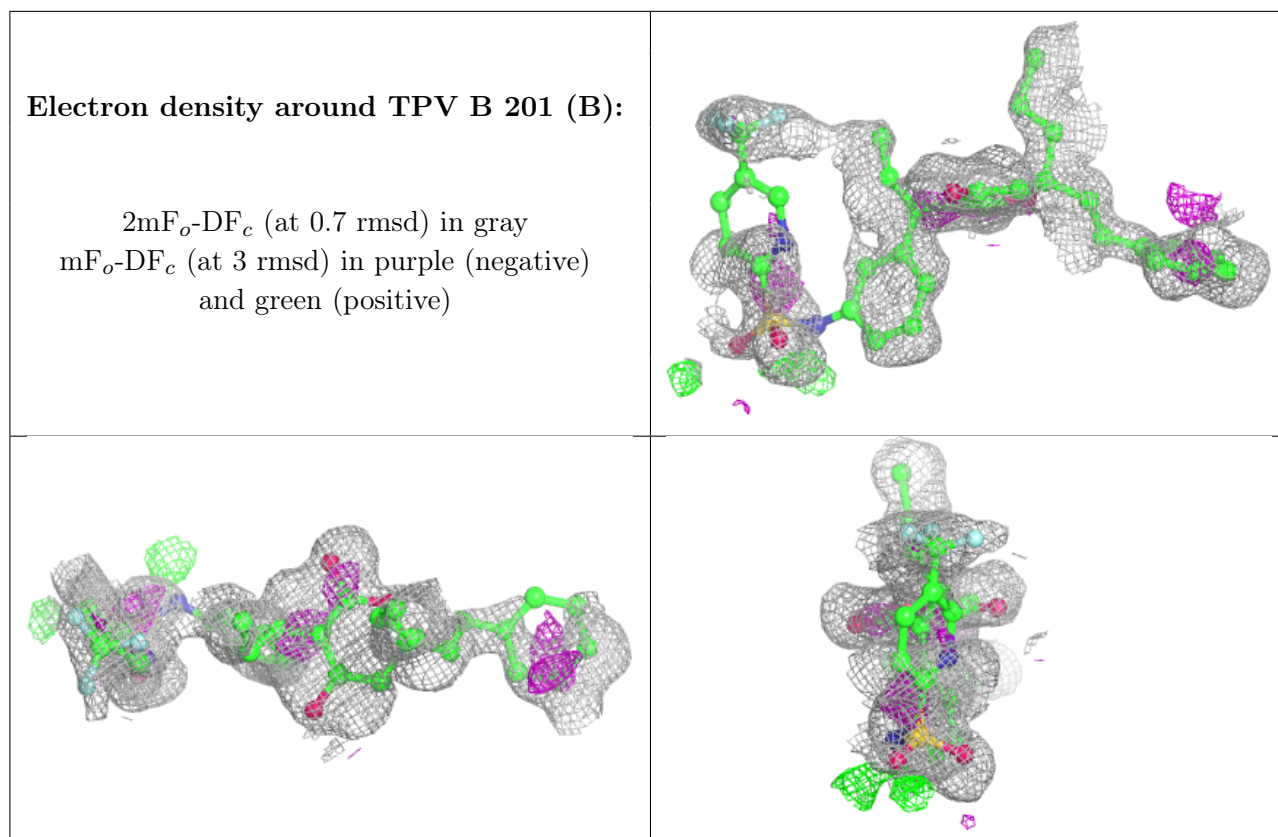 Electron density around TPV B 201 (B):
2mFo-DFc (at 0.7 rmsd) in gray
mFo-DFc (at 3 rmsd) in purple (negative)
and green (positive)